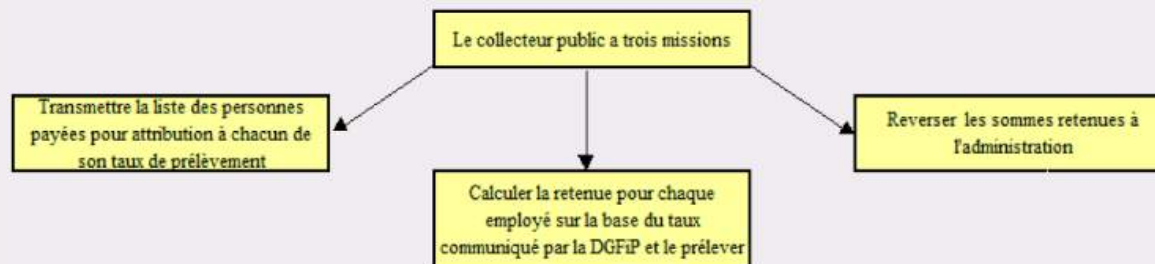 Le collecteur public a trois missions
Transmettre la liste des personnes
payées pour attribution à chacun de
son taux de prélèvement
Calculer la retenue pour chaque
employé sur la base du taux
communiqué par la DGFiP et le prélever
Reverser les sommes retenues à
l'administration